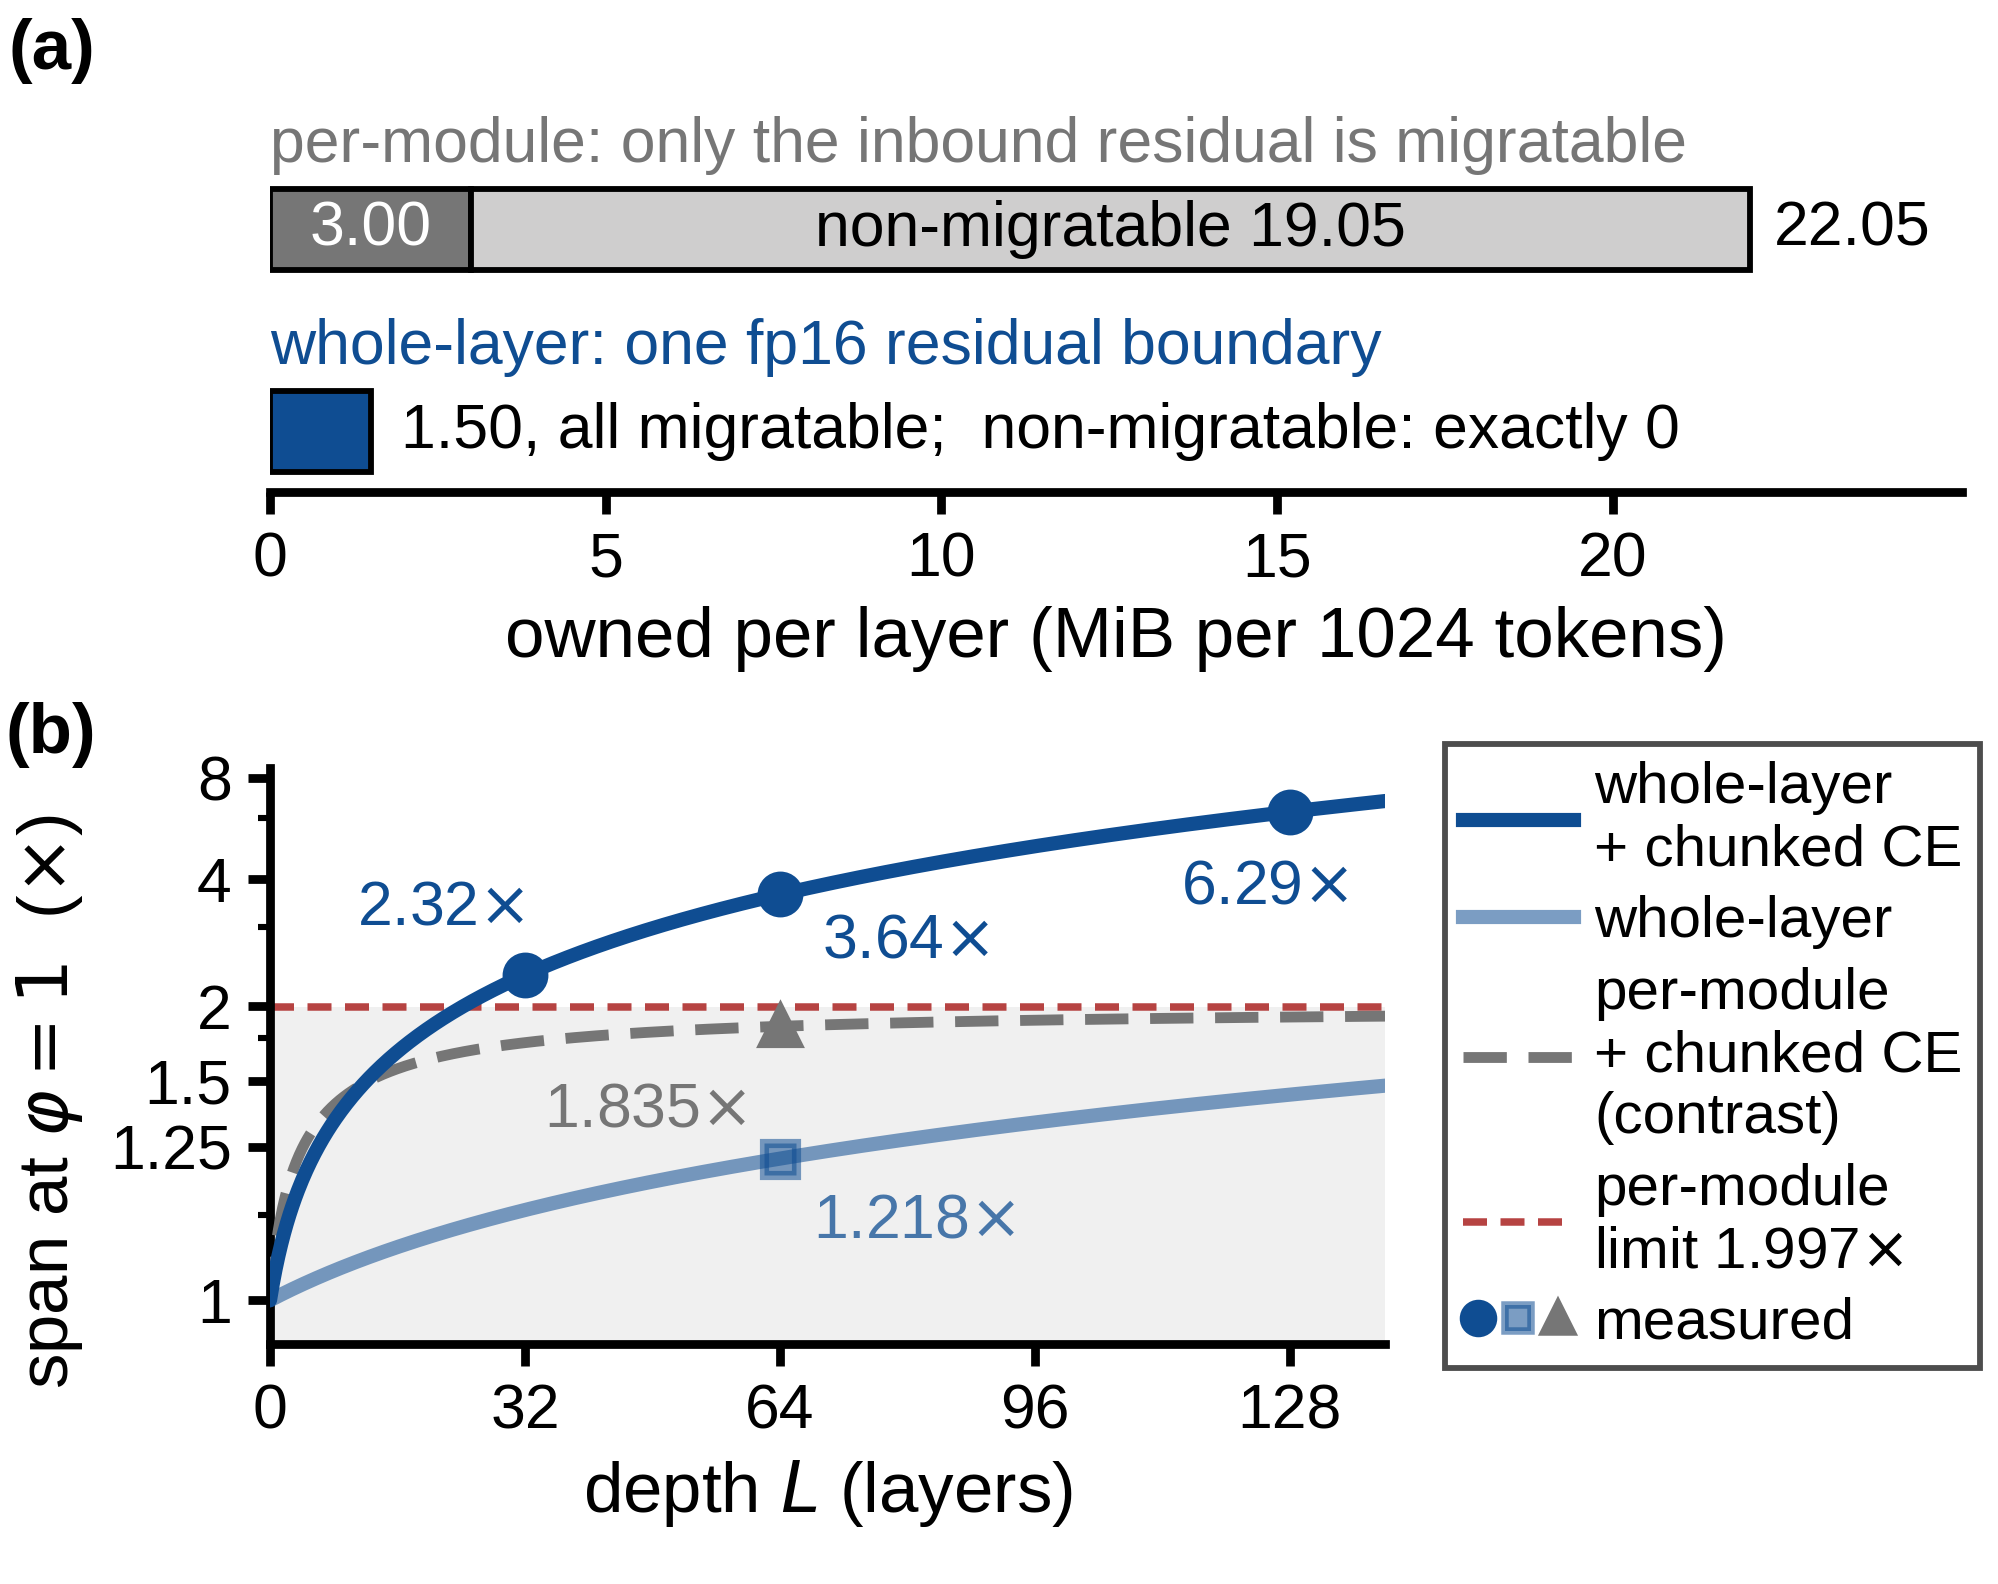 (a)
per-module: only the inbound residual is migratable
3.00
non-migratable 19.05
22.05
whole-layer: one fp16 residual boundary
1.50, all migratable; non-migratable: exactly 0
0 5 10 15 20
owned per layer (MiB per 1024 tokens)
(b)
span at φ = 1 (×)
8
4
2
1.5
1.25
1
2.32×
3.64×
6.29×
1.835×
1.218×
0 32 64 96 128
depth L (layers)
whole-layer
+ chunked CE
whole-layer
per-module
+ chunked CE
(contrast)
per-module
limit 1.997×
measured